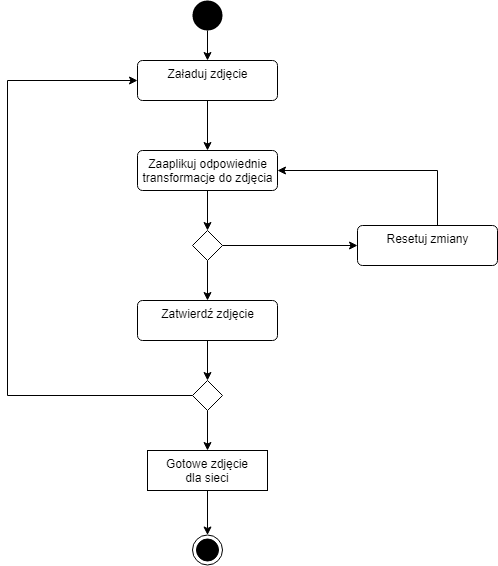 Załaduj zdjęcie
Zaaplikuj odpowiednie
transformacje do zdjęcia
Resetuj zmiany
Zatwierdź zdjęcie
Gotowe zdjęcie
dla sieci